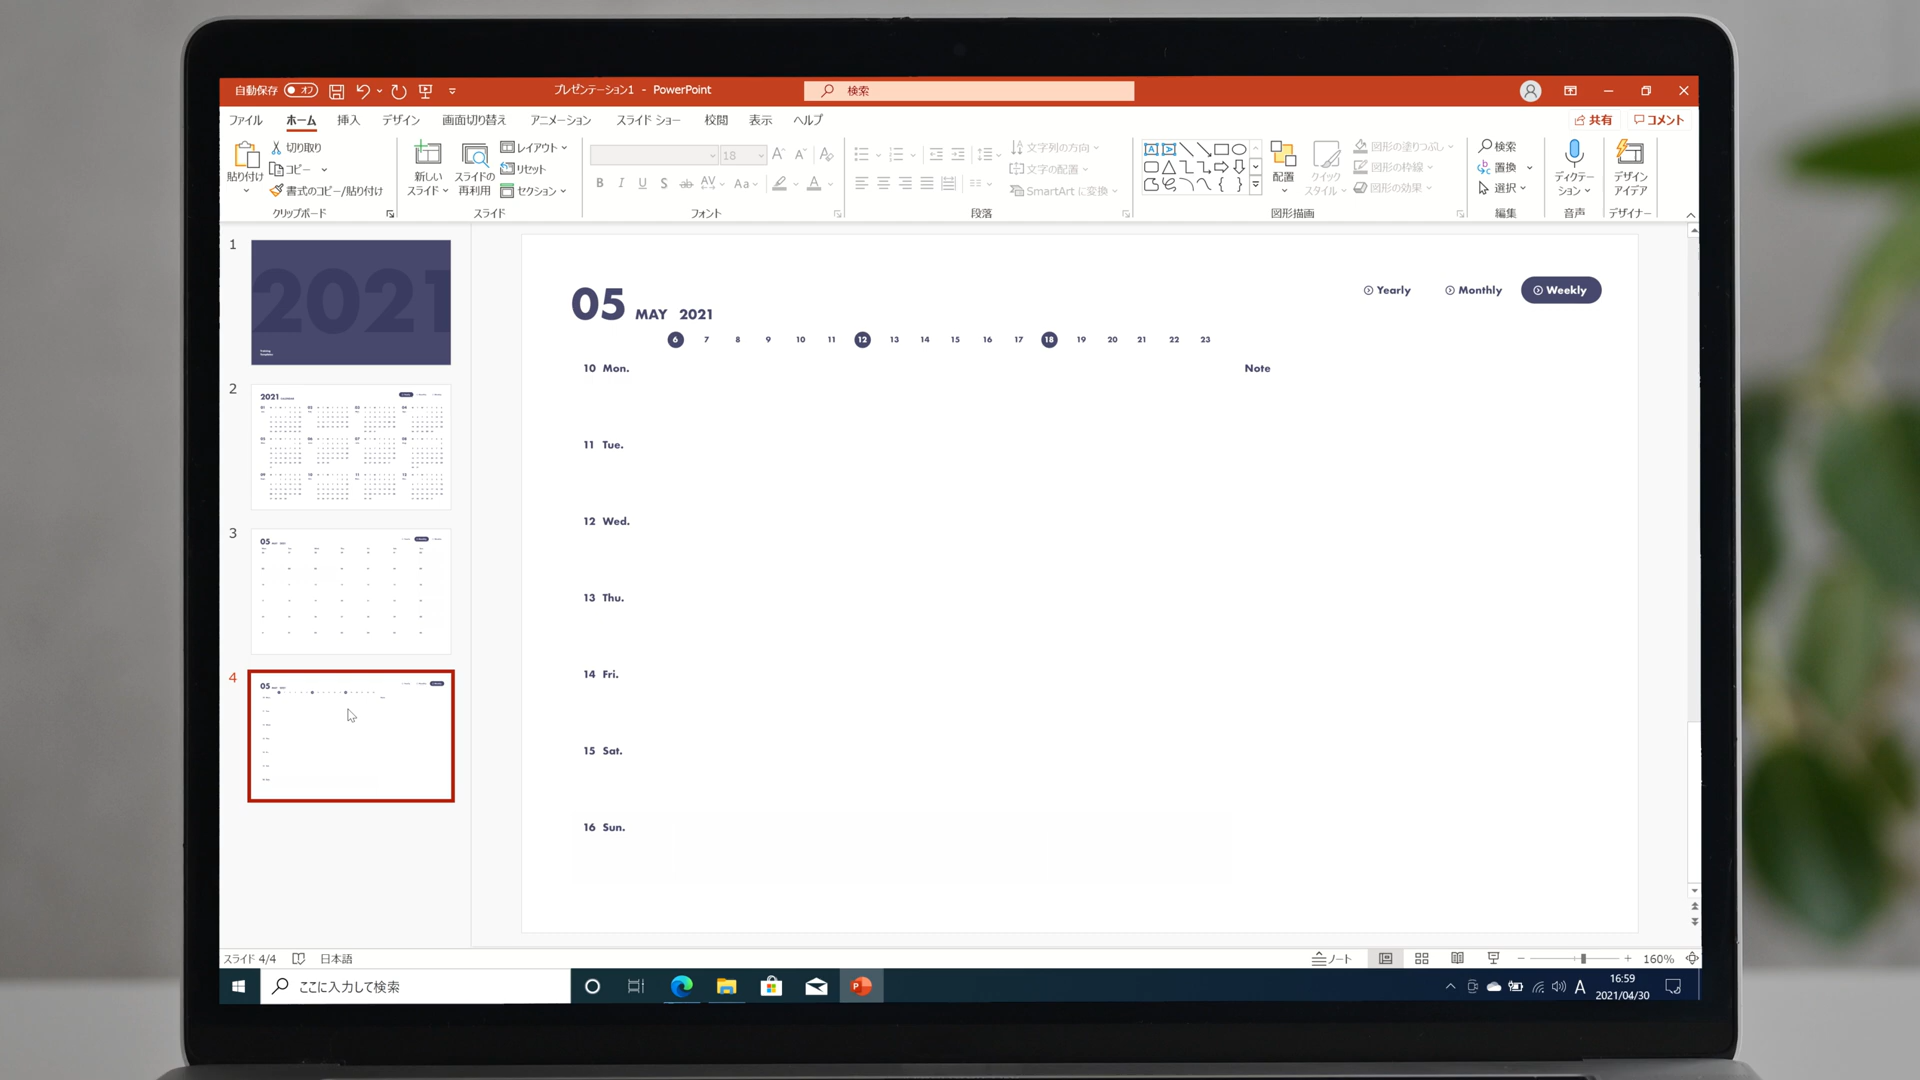 自動保存 オフ
プレゼンテーション1 - PowerPoint
検索
ファイル ホーム 挿入 デザイン 画面切り替え アニメーション スライド ショー 校閲 表示 ヘルプ
共有 コメント
貼り付け
切り取り
コピー
書式のコピー/貼り付け
クリップボード
新しい
スライド
スライドの
再利用
レイアウト
リセット
セクション
スライド
18
B I U S ab AV Aa A
フォント
文字列の方向
文字の配置
SmartArt に変換
段落
配置
クイック
スタイル
図形の塗りつぶし
図形の枠線
図形の効果
図形描画
検索
置換
選択
編集
ディクテー
ション
音声
デザイン
アイデア
デザイナー
1
2021
2
2021
3
05
4
05
05 MAY 2021
Yearly Monthly Weekly
6 7 8 9 10 11 12 13 14 15 16 17 18 19 20 21 22 23
10 Mon.
Note
11 Tue.
12 Wed.
13 Thu.
14 Fri.
15 Sat.
16 Sun.
スライド 4/4 日本語
ノート
160%
ここに入力して検索
A
16:59
2021/04/30